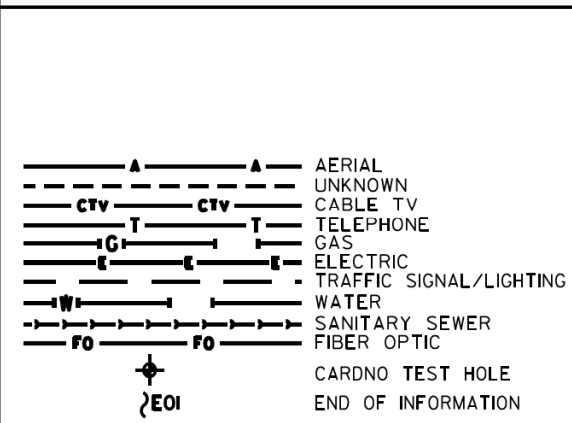 A A AERIAL
UNKNOWN
CTV CTV CABLE TV
T T TELEPHONE
G GAS
E E E ELECTRIC
TRAFFIC SIGNAL/LIGHTING
W WATER
SANITARY SEWER
FO FO FIBER OPTIC
CARDNO TEST HOLE
EOI END OF INFORMATION